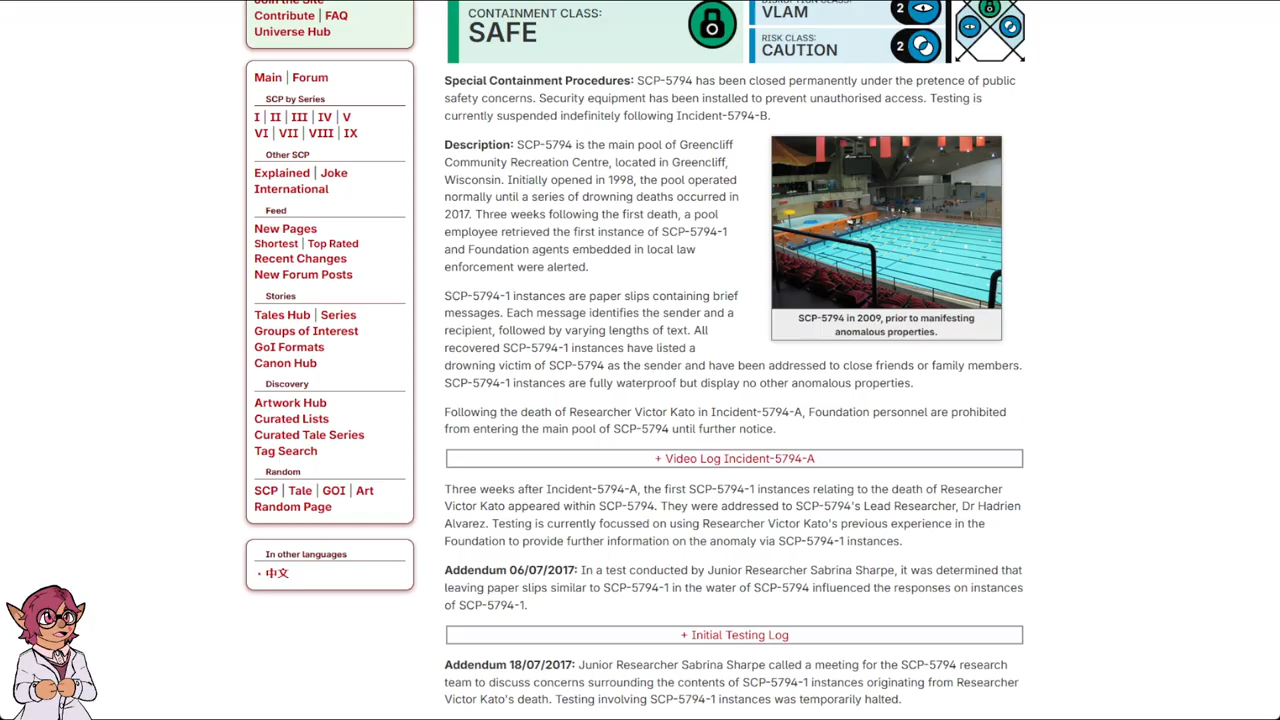 Join the Site
Contribute | FAQ
Universe Hub
Main | Forum
SCP by Series
I | II | III | IV | V
VI | VII | VIII | IX
Other SCP
Explained | Joke
International
Feed
New Pages
Shortest | Top Rated
Recent Changes
New Forum Posts
Stories
Tales Hub | Series
Groups of Interest
GoI Formats
Canon Hub
Discovery
Artwork Hub
Curated Lists
Curated Tale Series
Tag Search
Random
SCP | Tale | GOI | Art
Random Page
In other languages
· 中文
CONTAINMENT CLASS:
SAFE
DISRUPTION CLASS:
VLAM
2
RISK CLASS:
CAUTION
2
Special Containment Procedures: SCP-5794 has been closed permanently under the pretence of public
safety concerns. Security equipment has been installed to prevent unauthorised access. Testing is
currently suspended indefinitely following Incident-5794-B.
Description: SCP-5794 is the main pool of Greencliff
Community Recreation Centre, located in Greencliff,
Wisconsin. Initially opened in 1998, the pool operated
normally until a series of drowning deaths occurred in
2017. Three weeks following the first death, a pool
employee retrieved the first instance of SCP-5794-1
and Foundation agents embedded in local law
enforcement were alerted.
SCP-5794 in 2009, prior to manifesting
anomalous properties.
SCP-5794-1 instances are paper slips containing brief
messages. Each message identifies the sender and a
recipient, followed by varying lengths of text. All
recovered SCP-5794-1 instances have listed a
drowning victim of SCP-5794 as the sender and have been addressed to close friends or family members.
SCP-5794-1 instances are fully waterproof but display no other anomalous properties.
Following the death of Researcher Victor Kato in Incident-5794-A, Foundation personnel are prohibited
from entering the main pool of SCP-5794 until further notice.
+ Video Log Incident-5794-A
Three weeks after Incident-5794-A, the first SCP-5794-1 instances relating to the death of Researcher
Victor Kato appeared within SCP-5794. They were addressed to SCP-5794's Lead Researcher, Dr Hadrien
Alvarez. Testing is currently focussed on using Researcher Victor Kato's previous experience in the
Foundation to provide further information on the anomaly via SCP-5794-1 instances.
Addendum 06/07/2017: In a test conducted by Junior Researcher Sabrina Sharpe, it was determined that
leaving paper slips similar to SCP-5794-1 in the water of SCP-5794 influenced the responses on instances
of SCP-5794-1.
+ Initial Testing Log
Addendum 18/07/2017: Junior Researcher Sabrina Sharpe called a meeting for the SCP-5794 research
team to discuss concerns surrounding the contents of SCP-5794-1 instances originating from Researcher
Victor Kato's death. Testing involving SCP-5794-1 instances was temporarily halted.